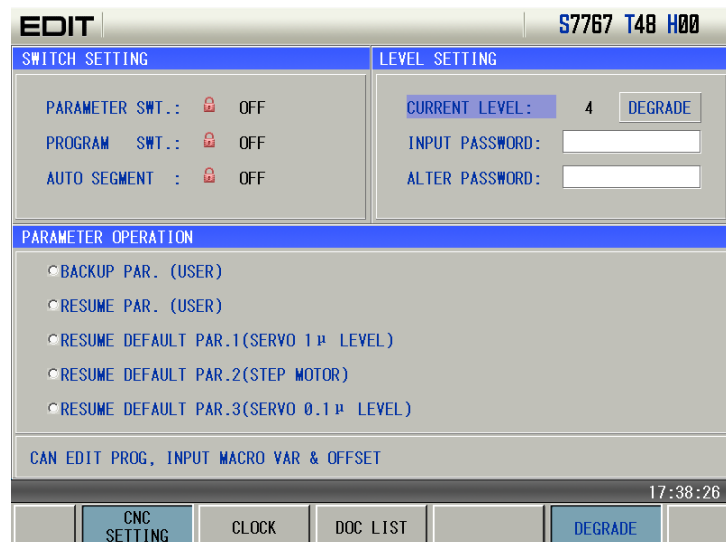 EDIT S7767 T48 H00
SWITCH SETTING
PARAMETER SWT.: OFF
PROGRAM SWT.: OFF
AUTO SEGMENT : OFF
LEVEL SETTING
CURRENT LEVEL: 4 DEGRADE
INPUT PASSWORD:
ALTER PASSWORD:
PARAMETER OPERATION
BACKUP PAR. (USER)
RESUME PAR. (USER)
RESUME DEFAULT PAR.1(SERVO 1μ LEVEL)
RESUME DEFAULT PAR.2(STEP MOTOR)
RESUME DEFAULT PAR.3(SERVO 0.1μ LEVEL)
CAN EDIT PROG, INPUT MACRO VAR & OFFSET
17:38:26
CNC
SETTING
CLOCK
DOC LIST
DEGRADE